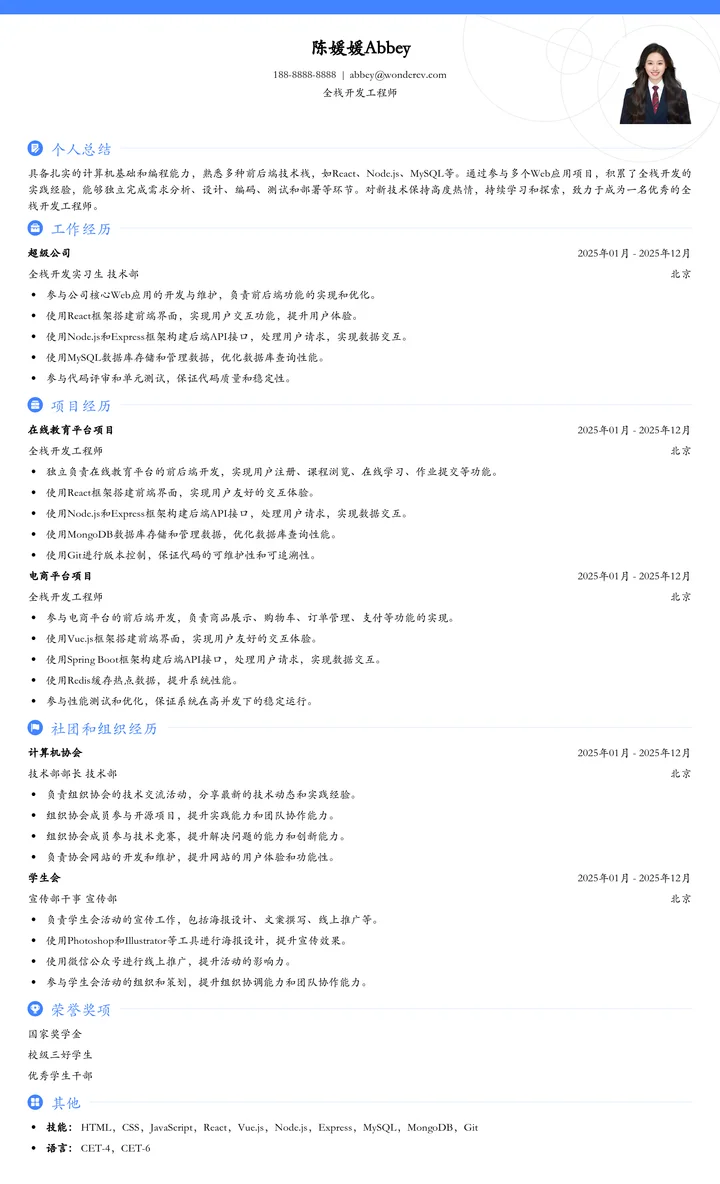 陈媛媛Abbey
188-8888-8888 | abbey@wondercv.com
全栈开发工程师
个人总结
具备扎实的计算机基础和编程能力，熟悉多种前后端技术栈，如React、Node.js、MySQL等。通过参与多个Web应用项目，积累了全栈开发的
实践经验，能够独立完成需求分析、设计、编码、测试和部署等环节。对新技术保持高度热情，持续学习和探索，致力于成为一名优秀的全
栈开发工程师。
工作经历
超级公司 2025年01月 - 2025年12月
全栈开发实习生 技术部 北京
• 参与公司核心Web应用的开发与维护，负责前后端功能的实现和优化。
• 使用React框架搭建前端界面，实现用户交互功能，提升用户体验。
• 使用Node.js和Express框架构建后端API接口，处理用户请求，实现数据交互。
• 使用MySQL数据库存储和管理数据，优化数据库查询性能。
• 参与代码评审和单元测试，保证代码质量和稳定性。
项目经历
在线教育平台项目 2025年01月 - 2025年12月
全栈开发工程师 北京
• 独立负责在线教育平台的前后端开发，实现用户注册、课程浏览、在线学习、作业提交等功能。
• 使用React框架搭建前端界面，实现用户友好的交互体验。
• 使用Node.js和Express框架构建后端API接口，处理用户请求，实现数据交互。
• 使用MongoDB数据库存储和管理数据，优化数据库查询性能。
• 使用Git进行版本控制，保证代码的可维护性和可追溯性。
电商平台项目 2025年01月 - 2025年12月
全栈开发工程师 北京
• 参与电商平台的前后端开发，负责商品展示、购物车、订单管理、支付等功能的实现。
• 使用Vue.js框架搭建前端界面，实现用户友好的交互体验。
• 使用Spring Boot框架构建后端API接口，处理用户请求，实现数据交互。
• 使用Redis缓存热点数据，提升系统性能。
• 参与性能测试和优化，保证系统在高并发下的稳定运行。
社团和组织经历
计算机协会 2025年01月 - 2025年12月
技术部部长 技术部 北京
• 负责组织协会的技术交流活动，分享最新的技术动态和实践经验。
• 组织协会成员参与开源项目，提升实践能力和团队协作能力。
• 组织协会成员参与技术竞赛，提升解决问题的能力和创新能力。
• 负责协会网站的开发和维护，提升网站的用户体验和功能性。
学生会 2025年01月 - 2025年12月
宣传部干事 宣传部 北京
• 负责学生会活动的宣传工作，包括海报设计、文案撰写、线上推广等。
• 使用Photoshop和Illustrator等工具进行海报设计，提升宣传效果。
• 使用微信公众号进行线上推广，提升活动的影响力。
• 参与学生会活动的组织和策划，提升组织协调能力和团队协作能力。
荣誉奖项
国家奖学金
校级三好学生
优秀学生干部
其他
• 技能： HTML，CSS，JavaScript，React，Vue.js，Node.js，Express，MySQL，MongoDB，Git
• 语言： CET-4，CET-6